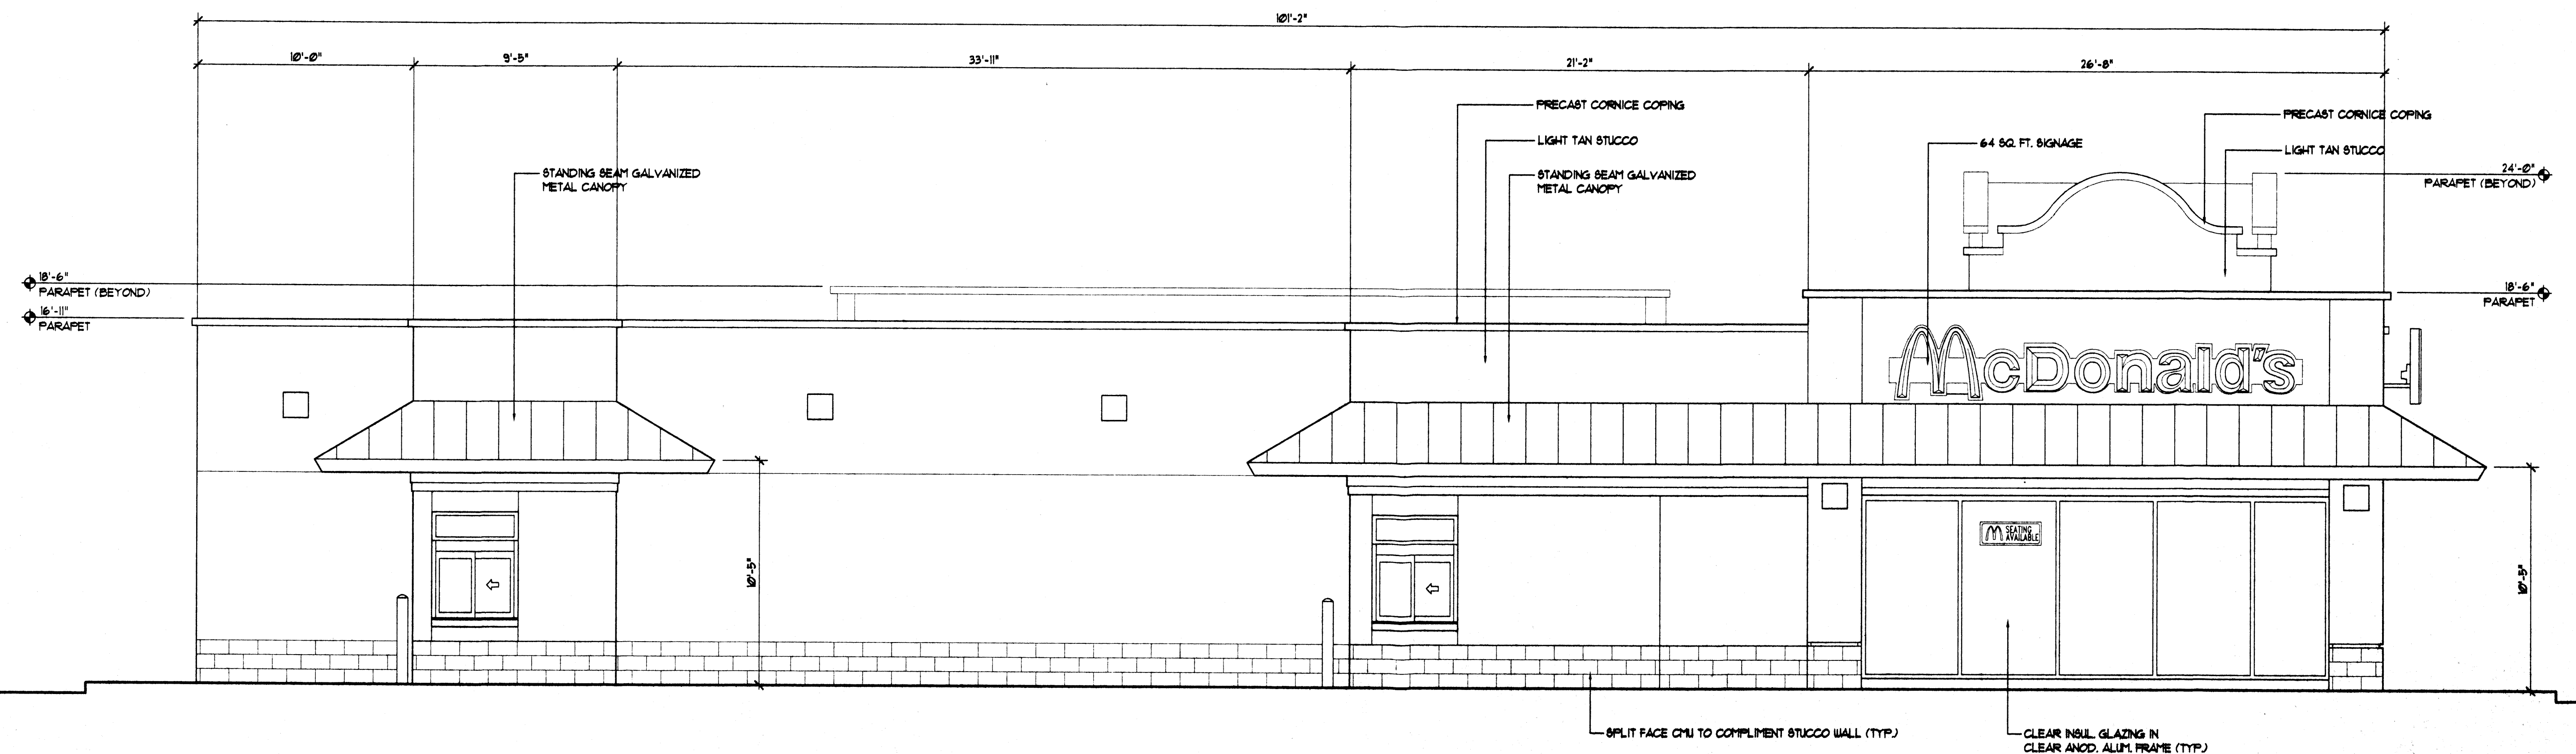 101'-2"
10'-0"
9'-5"
33'-11"
21'-2"
26'-8"
PRECAST CORNICE COPING
LIGHT TAN STUCCO
STANDING SEAM GALVANIZED
METAL CANOPY
64 SQ. FT. SIGNAGE
PRECAST CORNICE COPING
LIGHT TAN STUCCO
24'-0"
PARAPET (BEYOND)
STANDING SEAM GALVANIZED
METAL CANOPY
18'-6"
PARAPET (BEYOND)
16'-11"
PARAPET
18'-6"
PARAPET
McDonald's
10'-5"
SEATING
AVAILABLE
10'-5"
SPLIT FACE CMU TO COMPLIMENT STUCCO WALL (TYP.)
CLEAR INSUL. GLAZING IN
CLEAR ANOD. ALUM. FRAME (TYP.)